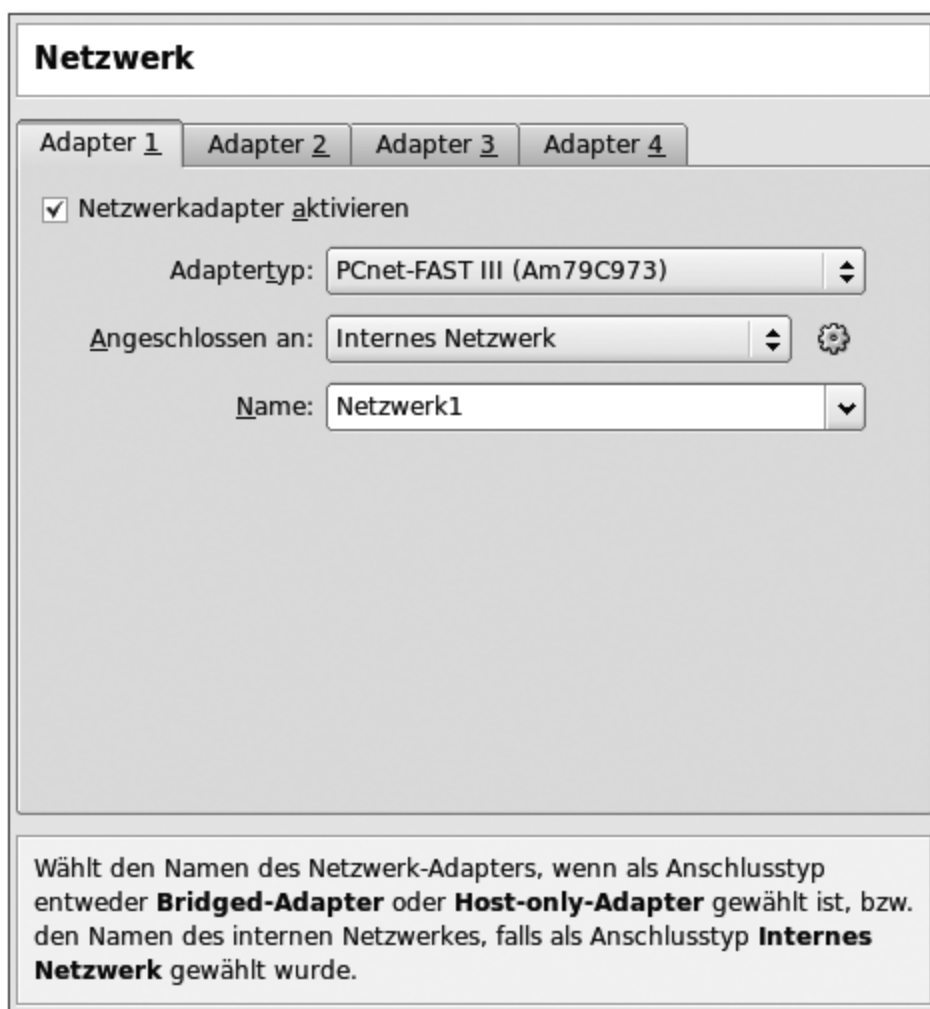 Netzwerk
Adapter 1 Adapter 2 Adapter 3 Adapter 4
Netzwerkadapter aktivieren
Adaptertyp: PCnet-FAST III (Am79C973)
Angeschlossen an: Internes Netzwerk
Name: Netzwerk1
Wählt den Namen des Netzwerk-Adapters, wenn als Anschlusstyp
entweder Bridged-Adapter oder Host-only-Adapter gewählt ist, bzw.
den Namen des internen Netzwerkes, falls als Anschlusstyp Internes
Netzwerk gewählt wurde.